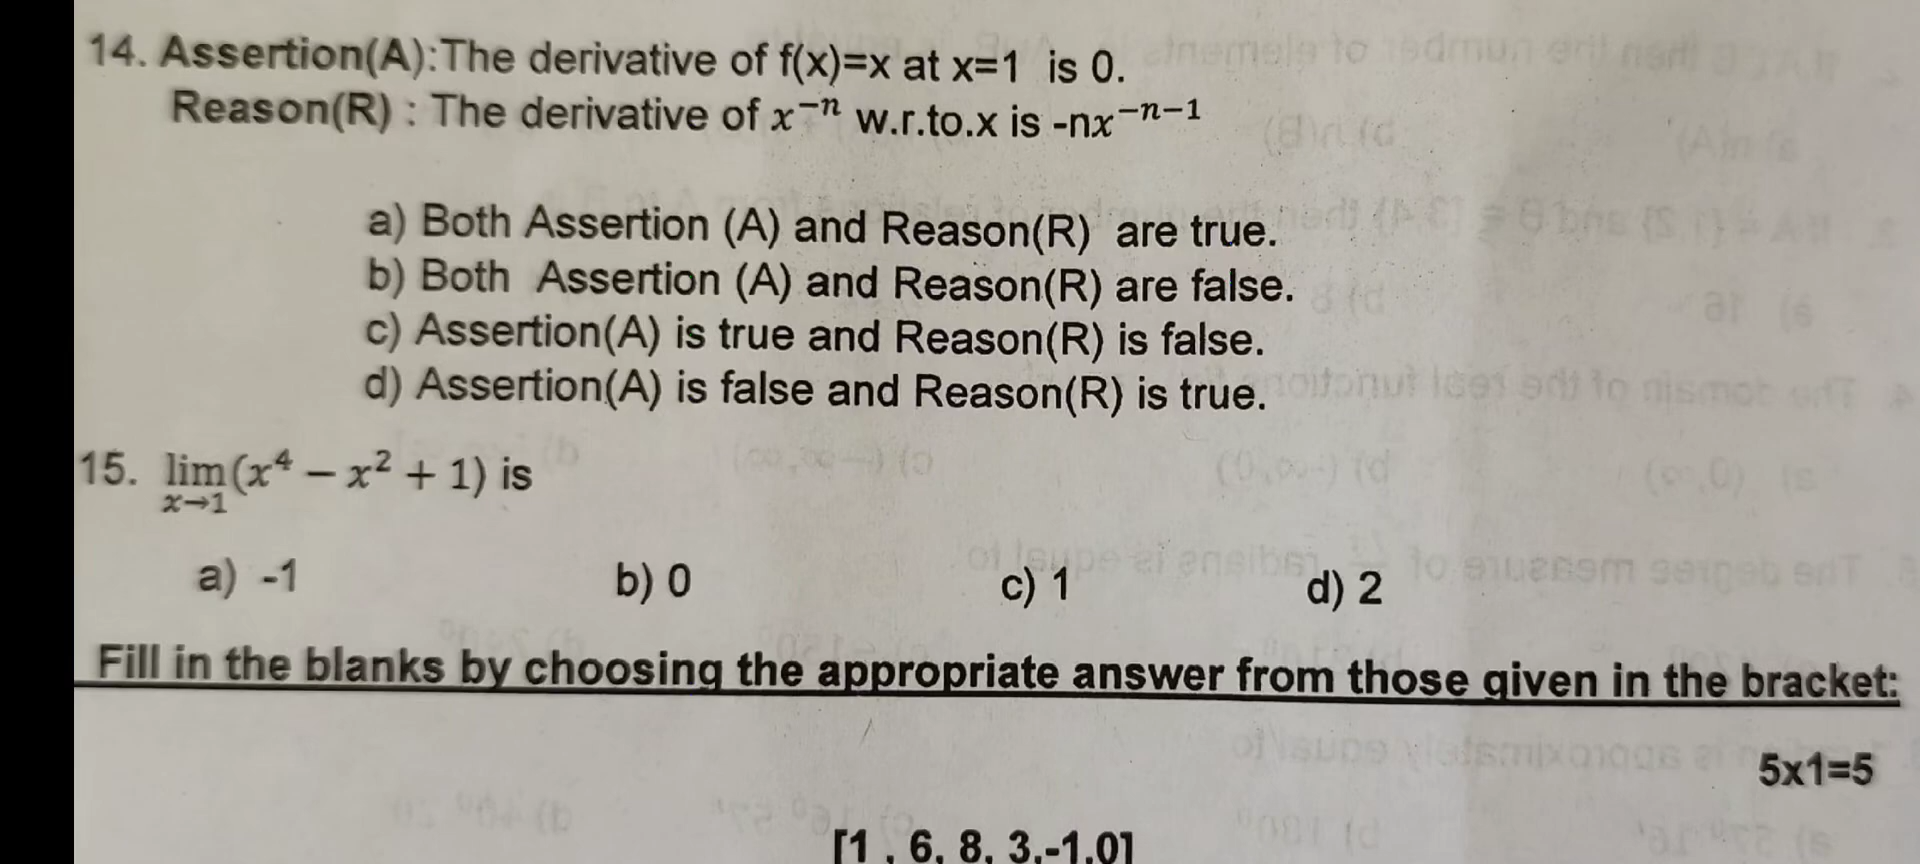 14. Assertion(A):The derivative of f(x)=x at x=1 is 0.
Reason(R) : The derivative of x⁻ⁿ w.r.to.x is -nx⁻ⁿ⁻¹
a) Both Assertion (A) and Reason(R) are true.
b) Both Assertion (A) and Reason(R) are false.
c) Assertion(A) is true and Reason(R) is false.
d) Assertion(A) is false and Reason(R) is true.
15. lim(x⁴ − x² + 1) is
x→1
a) -1 b) 0 c) 1 d) 2
Fill in the blanks by choosing the appropriate answer from those given in the bracket:
5x1=5
[1 , 6, 8, 3,-1,0]